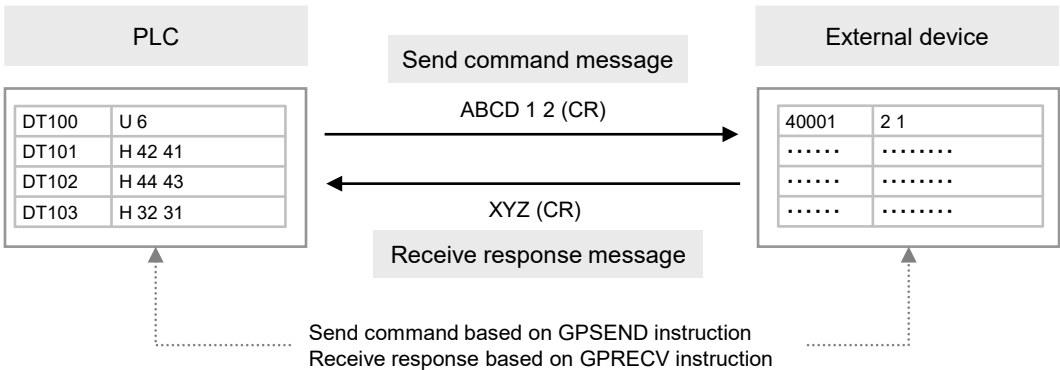 PLC
External device
Send command message
ABCD 1 2 (CR)
DT100 U 6
DT101 H 42 41
DT102 H 44 43
DT103 H 32 31
40001 2 1
...... ........
...... ........
...... ........
XYZ (CR)
Receive response message
Send command based on GPSEND instruction
Receive response based on GPRECV instruction